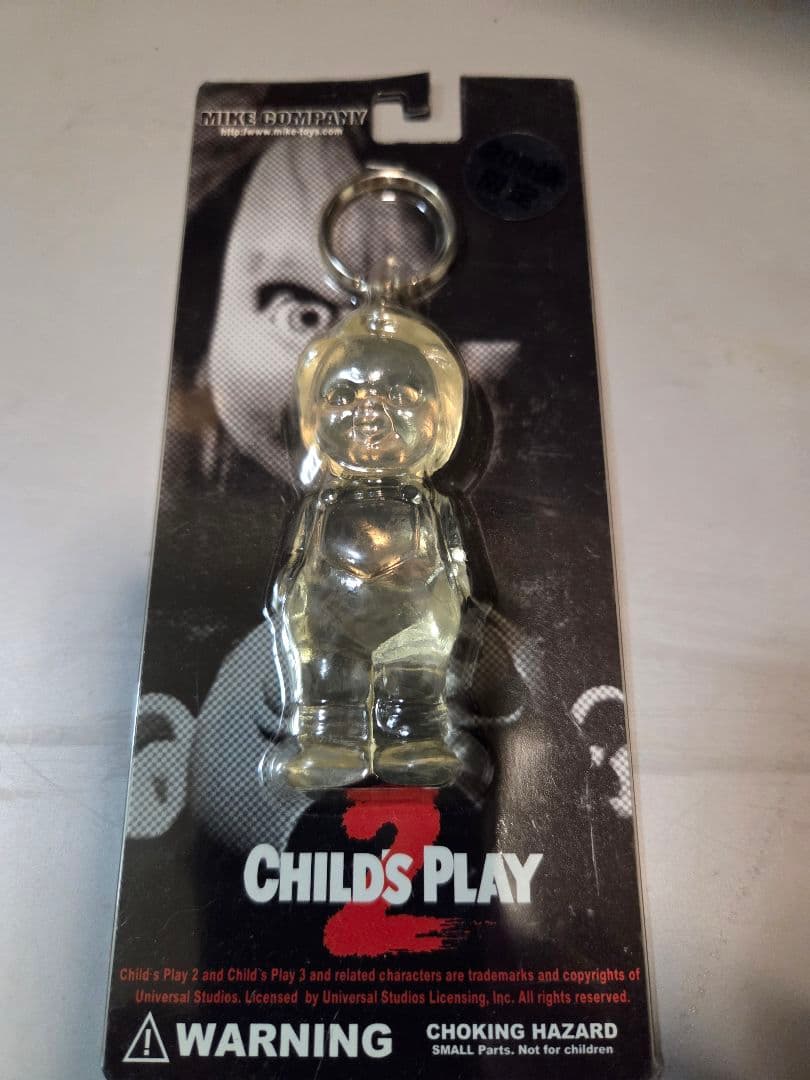 MIKE COMPANY
http:/www.mike-toys.com
2
CHILD'S PLAY
Child's Play 2 and Child's Play 3 and related characters are trademarks and copyrights of
Universal Studios. Licensed by Universal Studios Licensing, Inc. All rights reserved.
WARNING
CHOKING HAZARD
SMALL Parts. Not for children